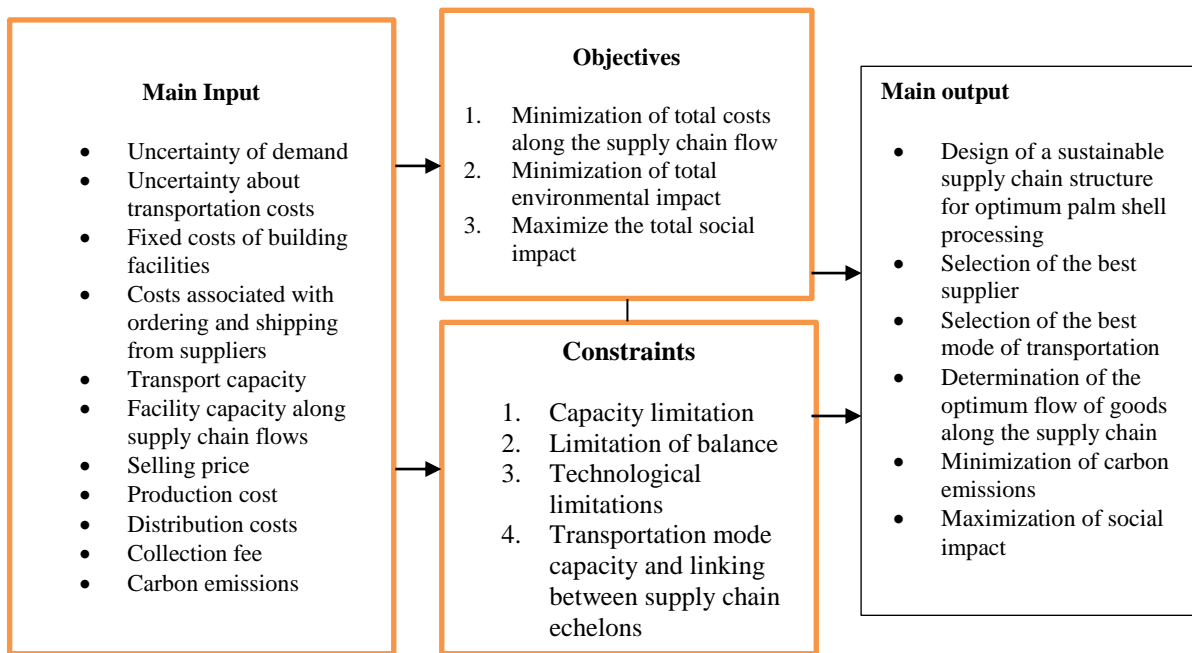 Main Input
• Uncertainty of demand
• Uncertainty about
transportation costs
• Fixed costs of building
facilities
• Costs associated with
ordering and shipping
from suppliers
• Transport capacity
• Facility capacity along
supply chain flows
• Selling price
• Production cost
• Distribution costs
• Collection fee
• Carbon emissions
Objectives
1. Minimization of total costs
along the supply chain flow
2. Minimization of total
environmental impact
3. Maximize the total social
impact
Constraints
1. Capacity limitation
2. Limitation of balance
3. Technological
limitations
4. Transportation mode
capacity and linking
between supply chain
echelons
Main output
• Design of a sustainable
supply chain structure
for optimum palm shell
processing
• Selection of the best
supplier
• Selection of the best
mode of transportation
• Determination of the
optimum flow of goods
along the supply chain
• Minimization of carbon
emissions
• Maximization of social
impact